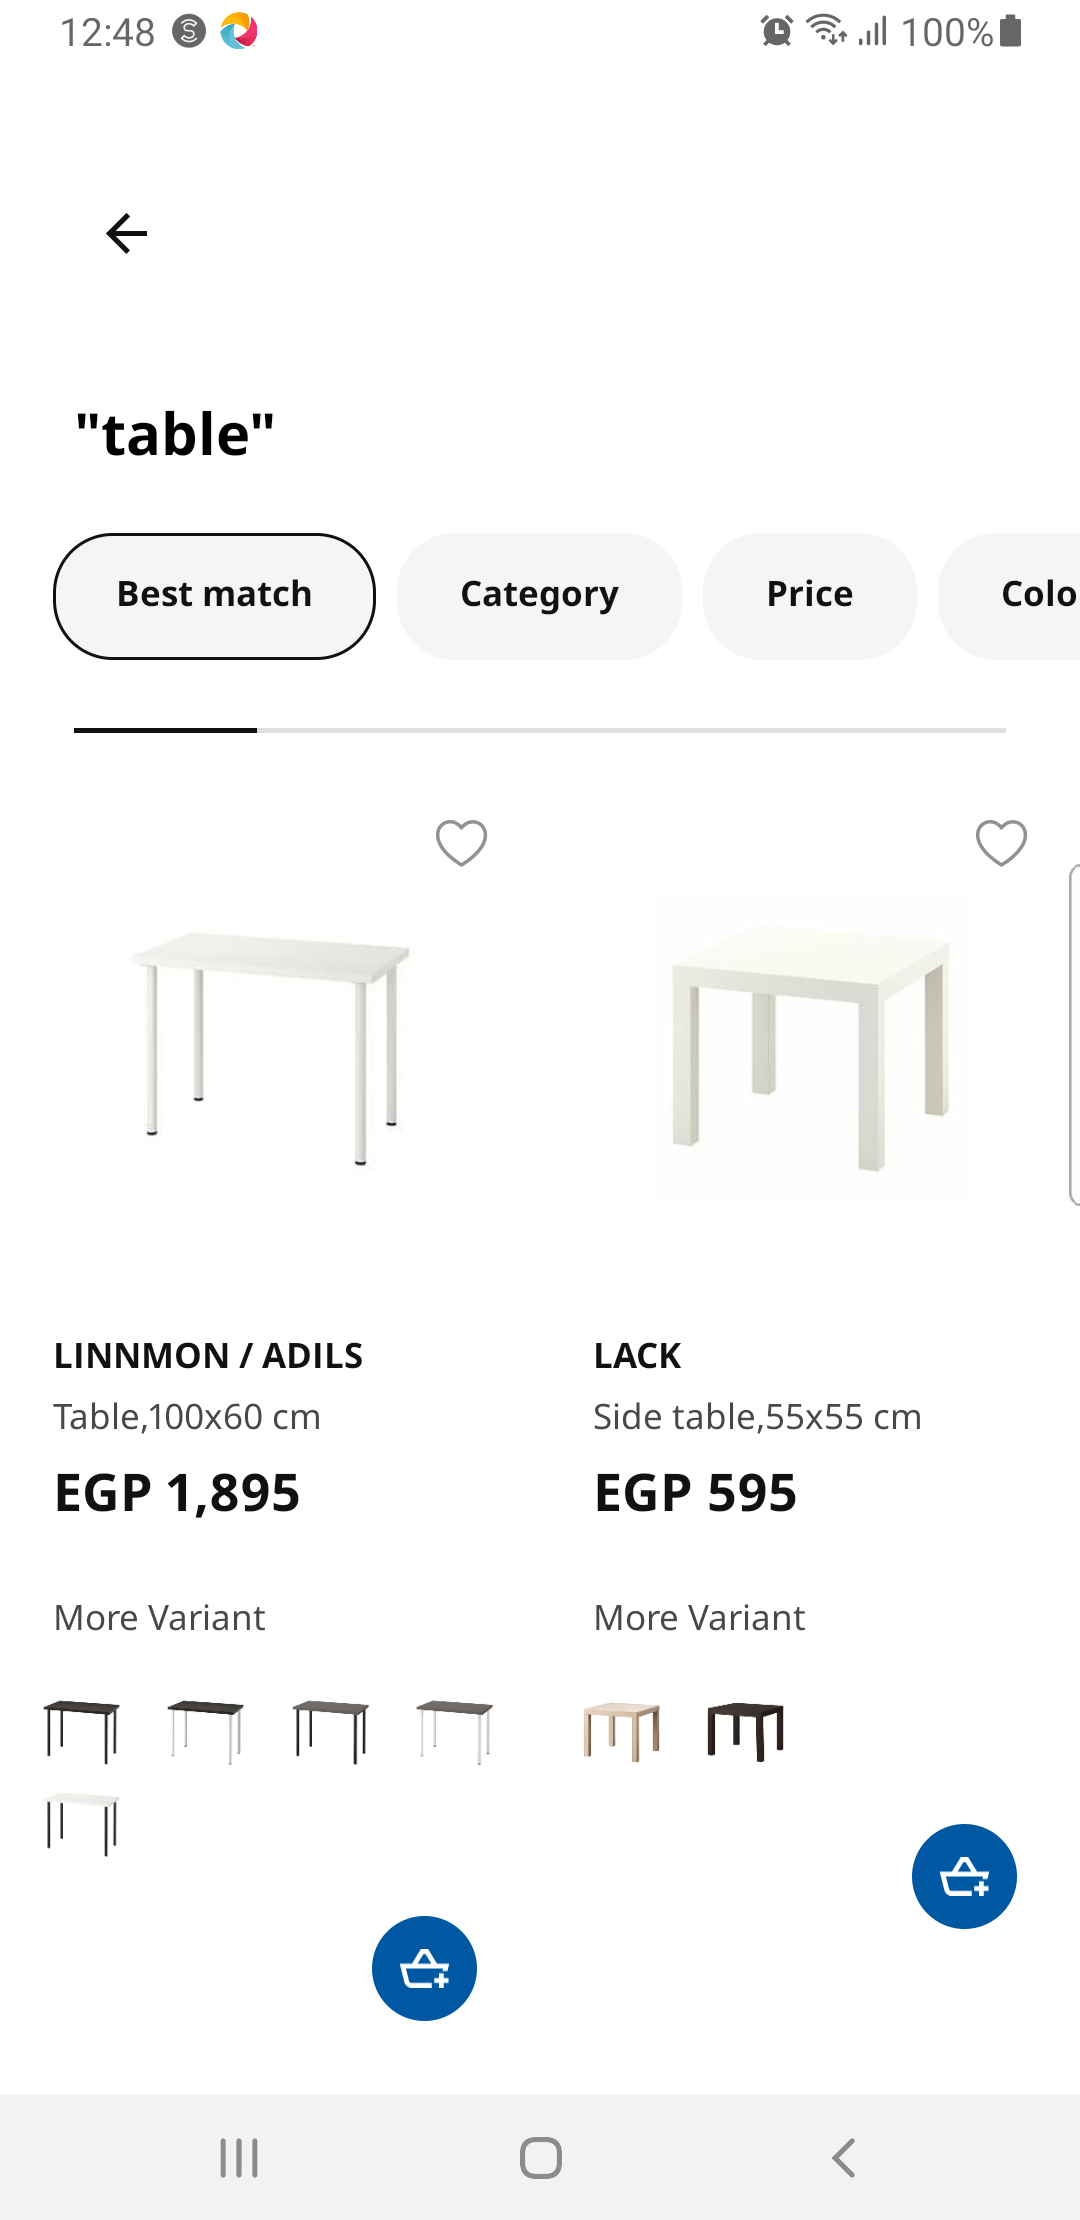 12:48
100%
"table"
Best match
Category
Price
Colo
LINNMON / ADILS
Table,100x60 cm
EGP 1,895
More Variant
LACK
Side table,55x55 cm
EGP 595
More Variant